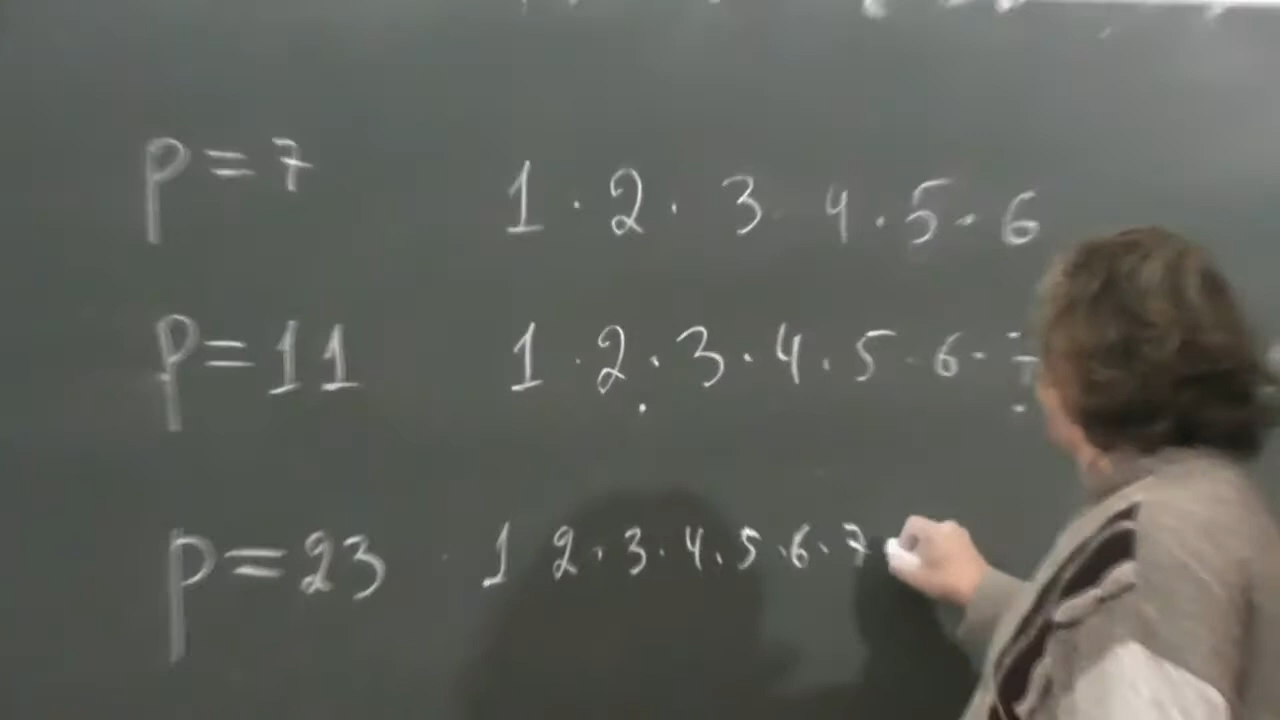 p=7 1 · 2 · 3 4 · 5 · 6
p=11 1 · 2 · 3 · 4 · 5 · 6 · 7
p=23 · 1 2 · 3 · 4 · 5 · 6 · 7